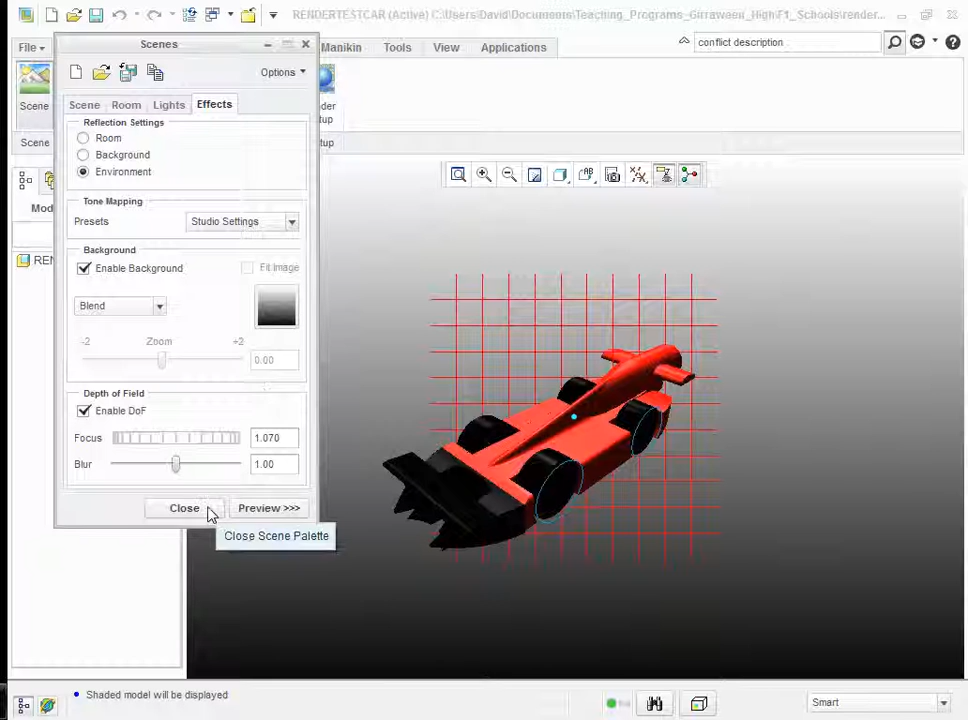 RENDERTESTCAR (Active) C:\Users\David\Documents\Teaching_Programs_Girraween_High\F1_Schools\render...
File
Manikin Tools View Applications
conflict description
Scenes
Options
Scene
Scene Room Lights Effects
Reflection Settings
Room
Background
Environment
Tone Mapping
Presets Studio Settings
Background
Enable Background Fit Image
Blend
-2 Zoom +2
0.00
Depth of Field
Enable DoF
Focus 1.070
Blur 1.00
Close Preview >>>
Close Scene Palette
Scene
Shaded model will be displayed
Smart